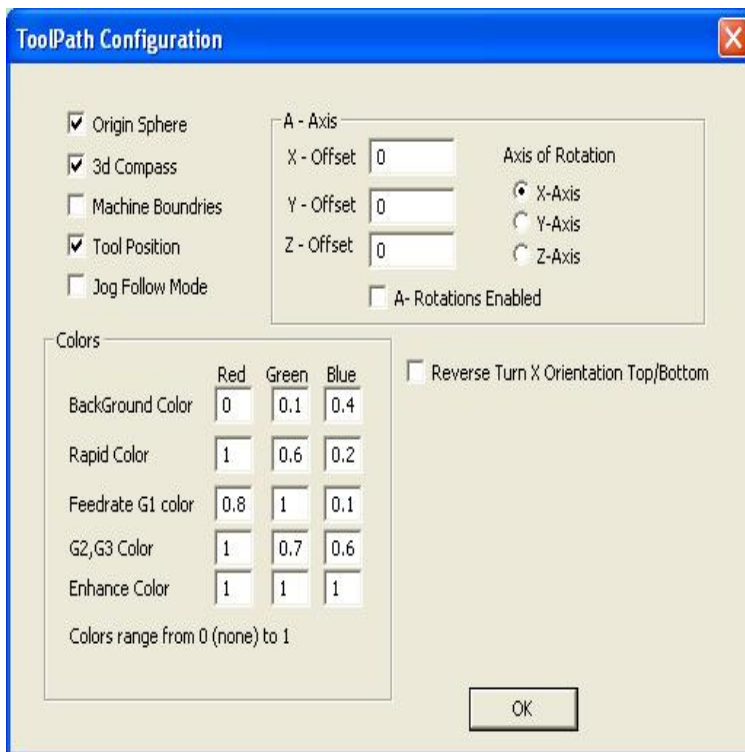 ToolPath Configuration
Origin Sphere
3d Compass
Machine Boundries
Tool Position
Jog Follow Mode
A - Axis
X - Offset 0
Y - Offset 0
Z - Offset 0
Axis of Rotation
X-Axis
Y-Axis
Z-Axis
A- Rotations Enabled
Colors
Red Green Blue
BackGround Color 0 0.1 0.4
Rapid Color 1 0.6 0.2
Feedrate G1 color 0.8 1 0.1
G2,G3 Color 1 0.7 0.6
Enhance Color 1 1 1
Colors range from 0 (none) to 1
Reverse Turn X Orientation Top/Bottom
OK